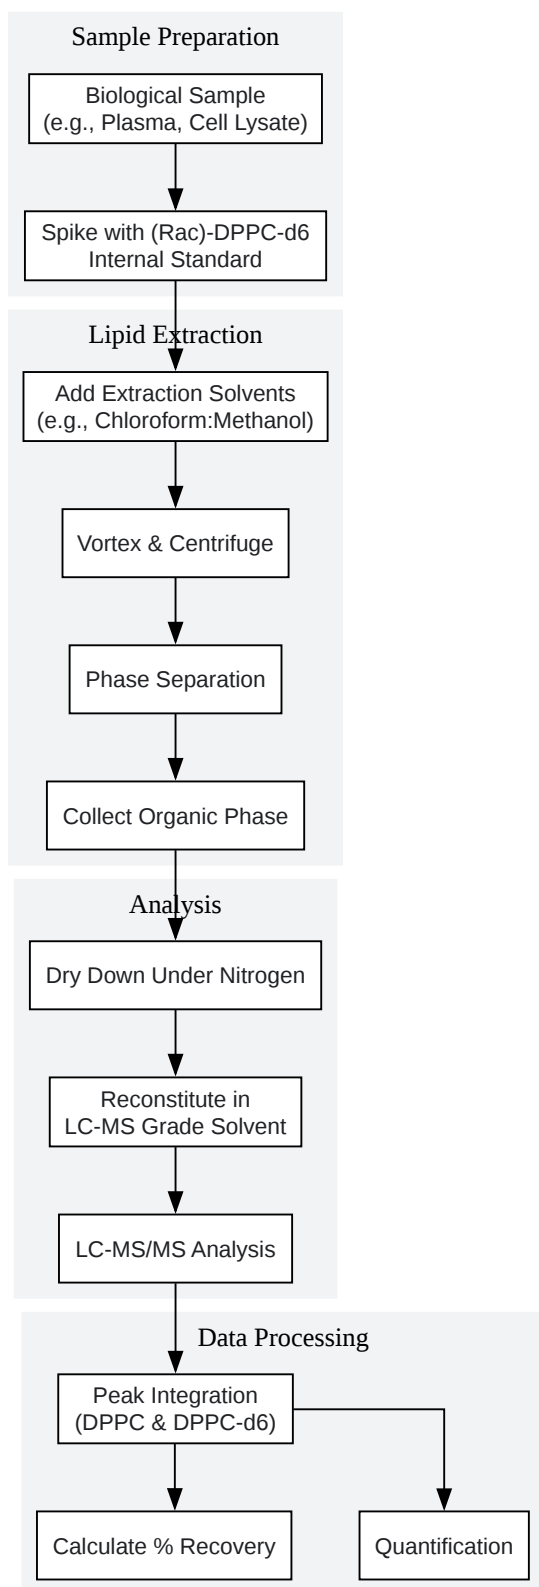 Sample Preparation
Biological Sample
(e.g., Plasma, Cell Lysate)
Spike with (Rac)-DPPC-d6
Internal Standard
Lipid Extraction
Add Extraction Solvents
(e.g., Chloroform:Methanol)
Vortex & Centrifuge
Phase Separation
Collect Organic Phase
Analysis
Dry Down Under Nitrogen
Reconstitute in
LC-MS Grade Solvent
LC-MS/MS Analysis
Data Processing
Peak Integration
(DPPC & DPPC-d6)
Calculate % Recovery
Quantification